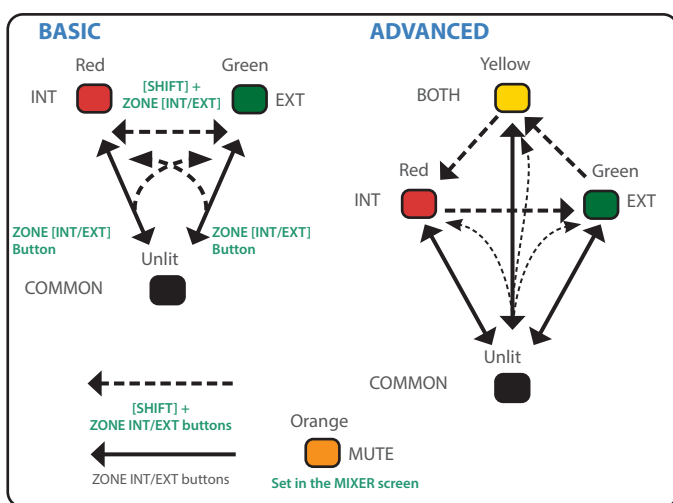 BASIC
Red
Green
INT
[SHIFT] +
ZONE [INT/EXT]
EXT
ZONE [INT/EXT]
Button
ZONE [INT/EXT]
Button
Unlit
COMMON
ADVANCED
Yellow
BOTH
Red
Green
INT
EXT
Unlit
COMMON
[SHIFT] +
ZONE INT/EXT buttons
ZONE INT/EXT buttons
Orange
MUTE
Set in the MIXER screen